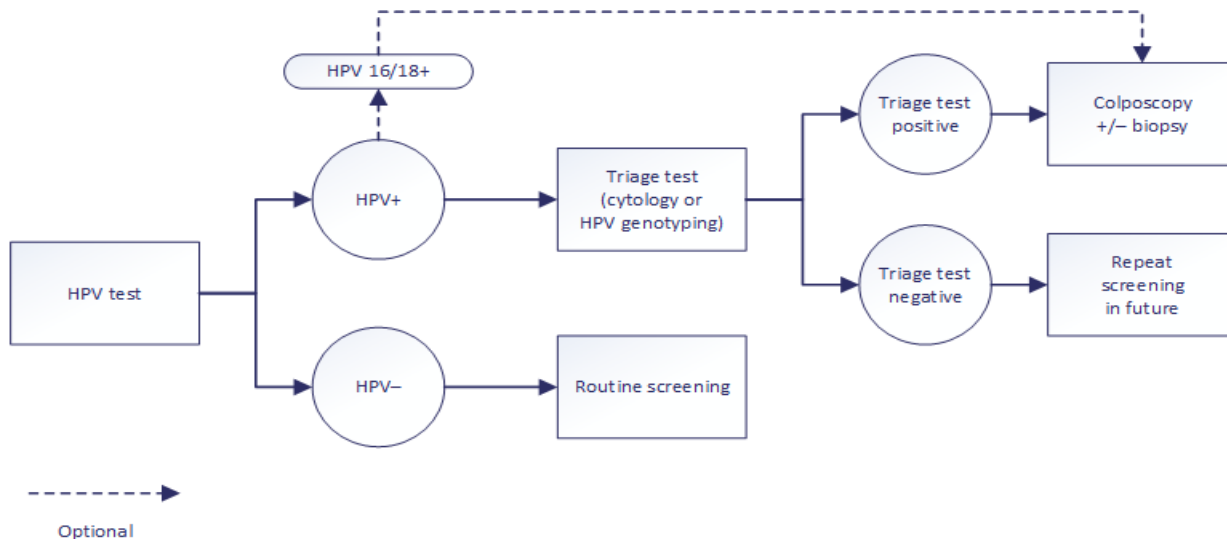 HPV 16/18+
Triage test
positive
Colposcopy
+/– biopsy
HPV+
Triage test
(cytology or
HPV genotyping)
HPV test
Triage test
negative
Repeat
screening
in future
HPV–
Routine screening
Optional